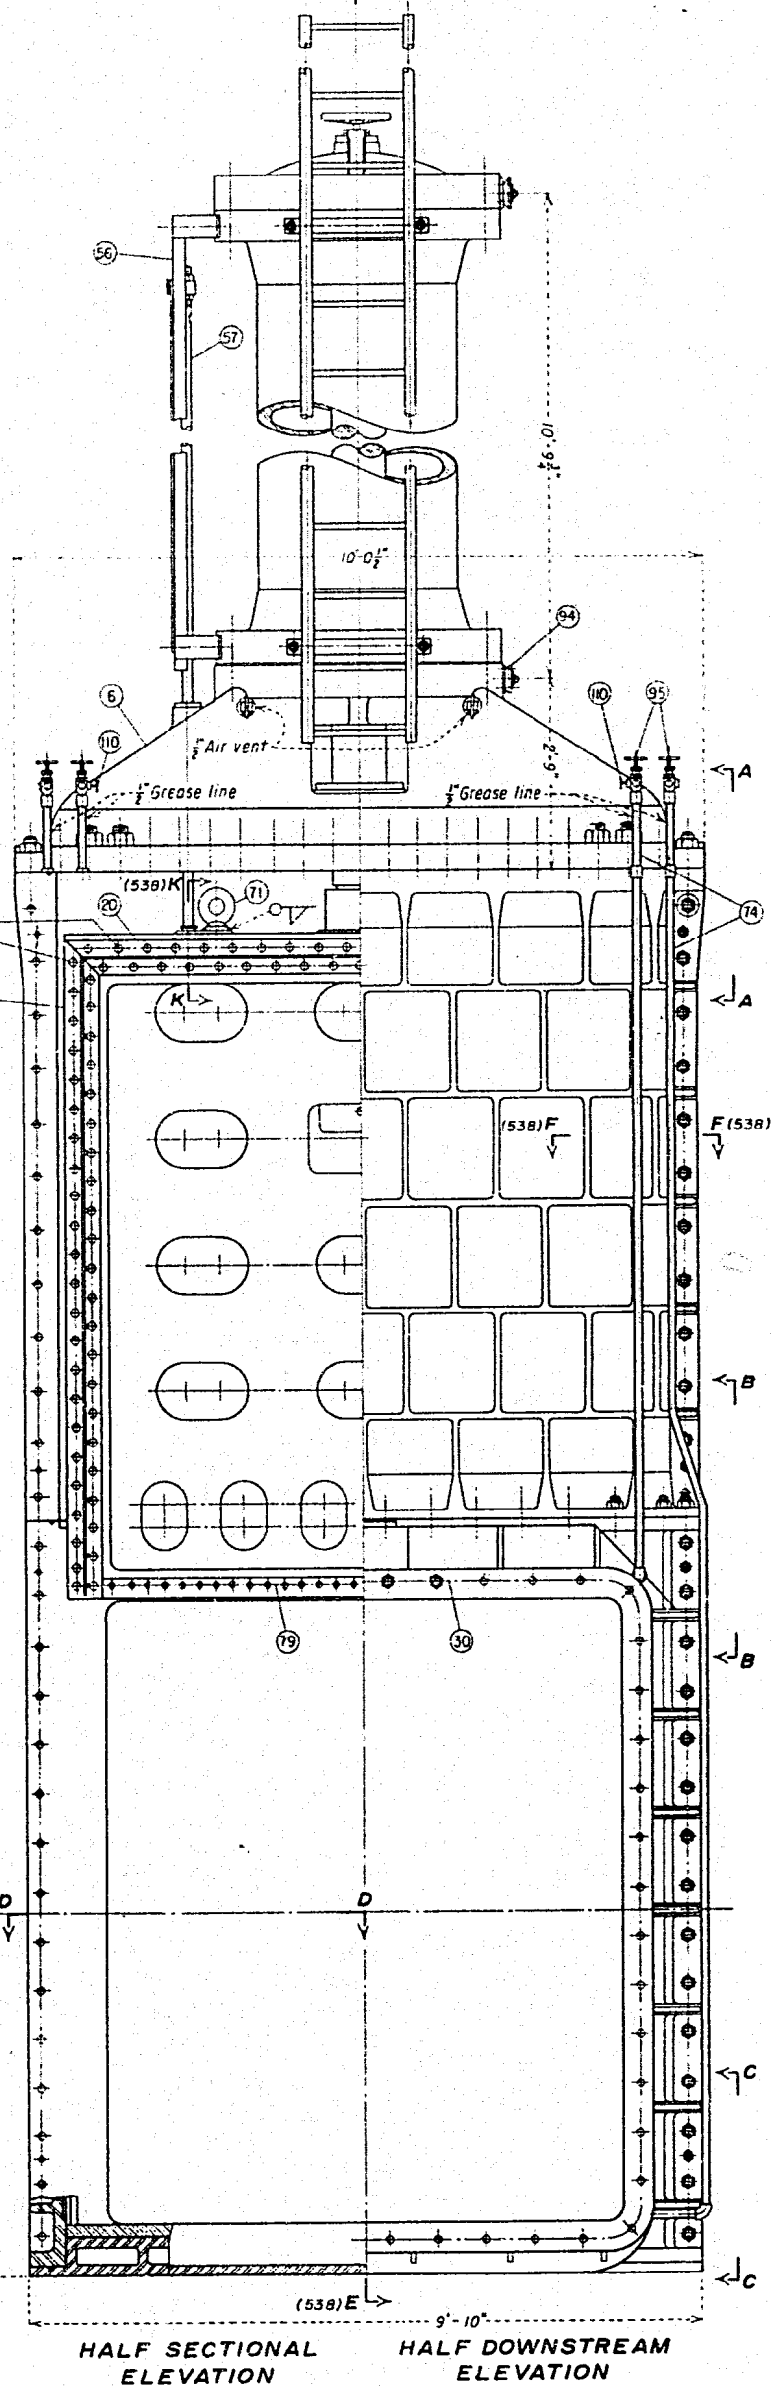 56
57
10'-9¾"
10'-0½"
94
6
110
95
110
½" Air vent
2'-9"
A
½" Grease line
½" Grease line
(538) K
71
20
74
K
A
(538) F
F (538)
B
79
30
B
D
D
C
(538) E
C
9'-10"
HALF SECTIONAL
ELEVATION
HALF DOWNSTREAM
ELEVATION